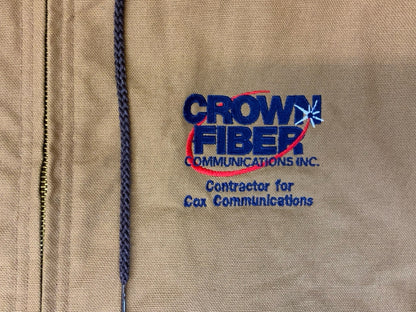 CROWN
FIBER
COMMUNICATIONS INC.
Contractor for
Cox Communications